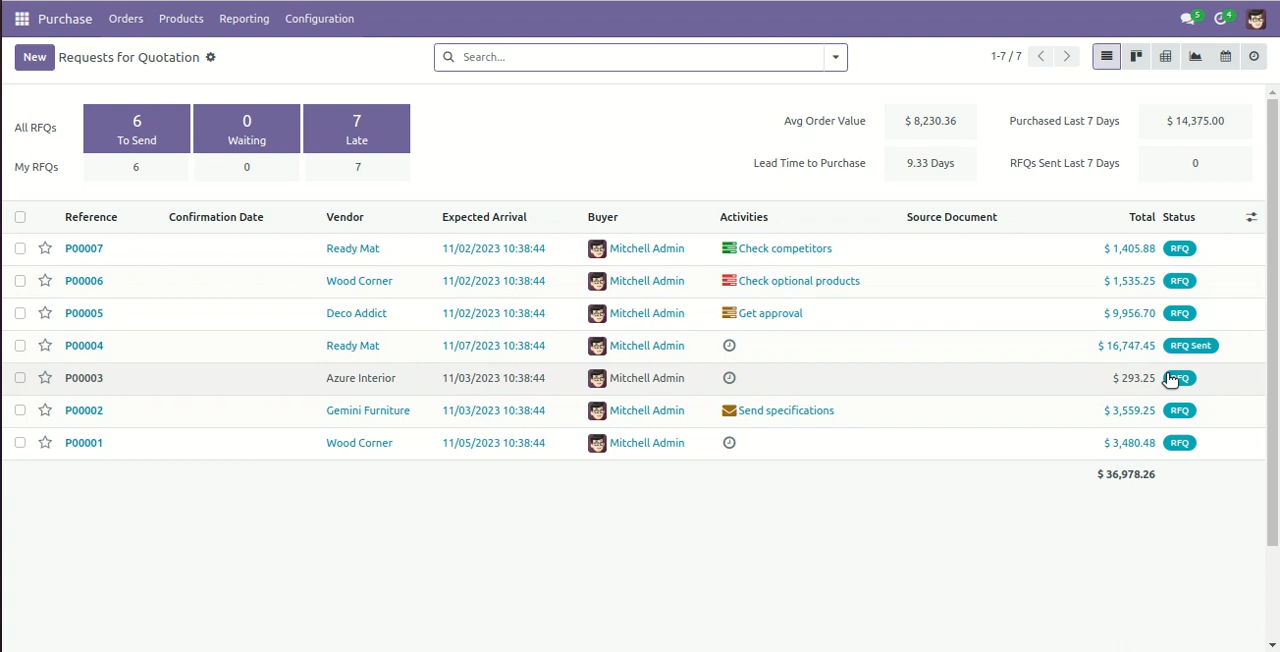 Purchase Orders Products Reporting Configuration 5 4
New Requests for Quotation Search... 1-7 / 7
All RFQs 6 To Send 0 Waiting 7 Late
My RFQs 6 0 7
Avg Order Value $ 8,230.36 Purchased Last 7 Days $ 14,375.00
Lead Time to Purchase 9.33 Days RFQs Sent Last 7 Days 0
Reference Confirmation Date Vendor Expected Arrival Buyer Activities Source Document Total Status
P00007 Ready Mat 11/02/2023 10:38:44 Mitchell Admin Check competitors $ 1,405.88 RFQ
P00006 Wood Corner 11/02/2023 10:38:44 Mitchell Admin Check optional products $ 1,535.25 RFQ
P00005 Deco Addict 11/02/2023 10:38:44 Mitchell Admin Get approval $ 9,956.70 RFQ
P00004 Ready Mat 11/07/2023 10:38:44 Mitchell Admin $ 16,747.45 RFQ Sent
P00003 Azure Interior 11/03/2023 10:38:44 Mitchell Admin $ 293.25
P00002 Gemini Furniture 11/03/2023 10:38:44 Mitchell Admin Send specifications $ 3,559.25 RFQ
P00001 Wood Corner 11/05/2023 10:38:44 Mitchell Admin $ 3,480.48 RFQ
$ 36,978.26